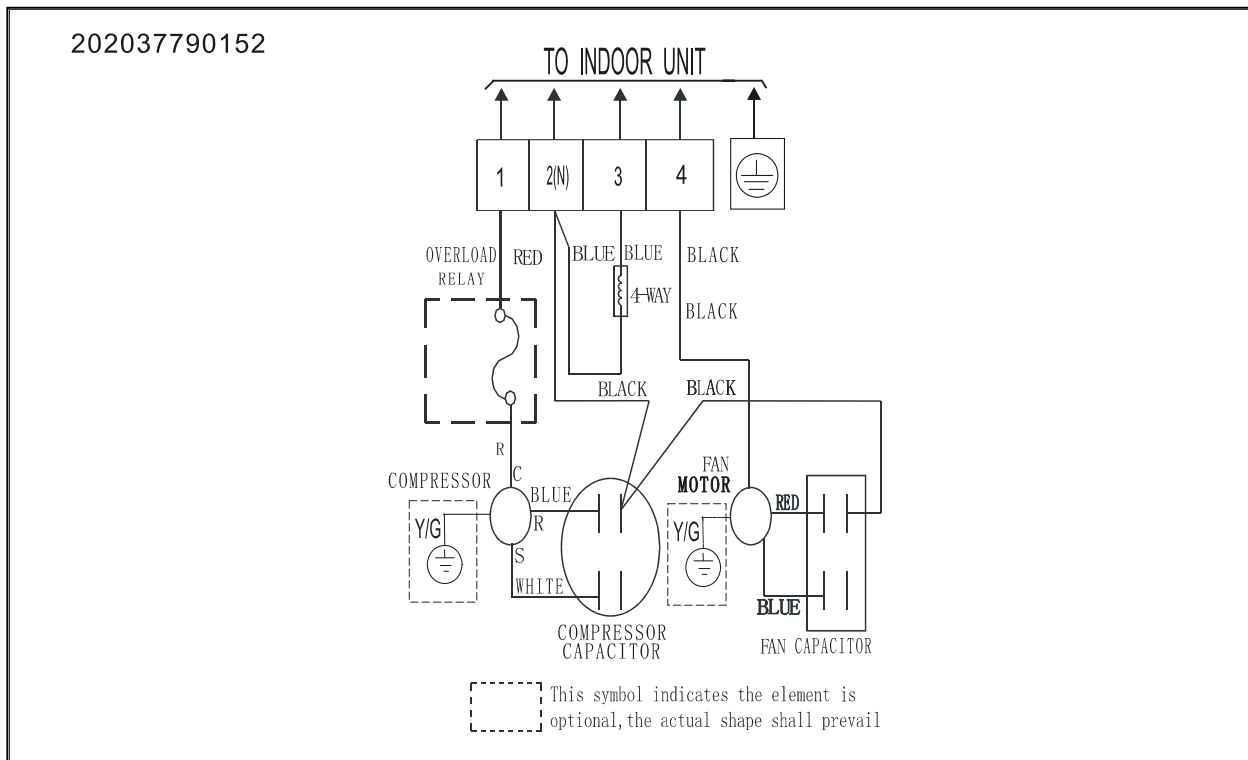 202037790152
TO INDOOR UNIT
1
2(N)
3
4
OVERLOAD
RELAY
RED
BLUE
BLUE
BLACK
4-WAY
BLACK
BLACK
BLACK
R
C
COMPRESSOR
BLUE
R
Y/G
S
WHITE
COMPRESSOR
CAPACITOR
FAN
MOTOR
RED
Y/G
BLUE
FAN CAPACITOR
This symbol indicates the element is
optional,the actual shape shall prevail